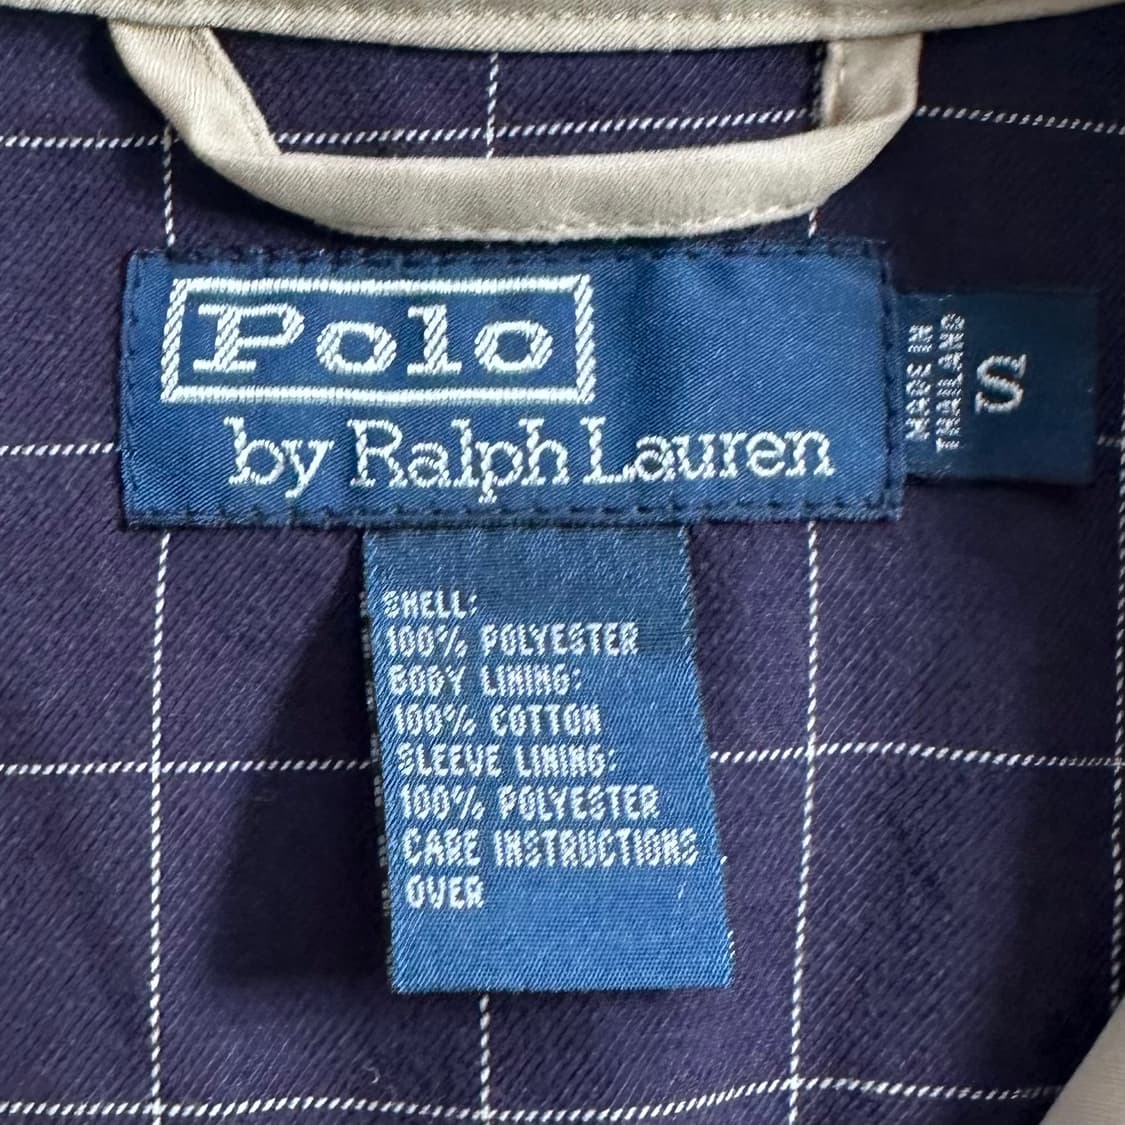 Polo
by Ralph Lauren
MADE IN
THAILAND
S
SHELL:
100% POLYESTER
BODY LINING:
100% COTTON
SLEEVE LINING:
100% POLYESTER
CARE INSTRUCTIONS
OVER